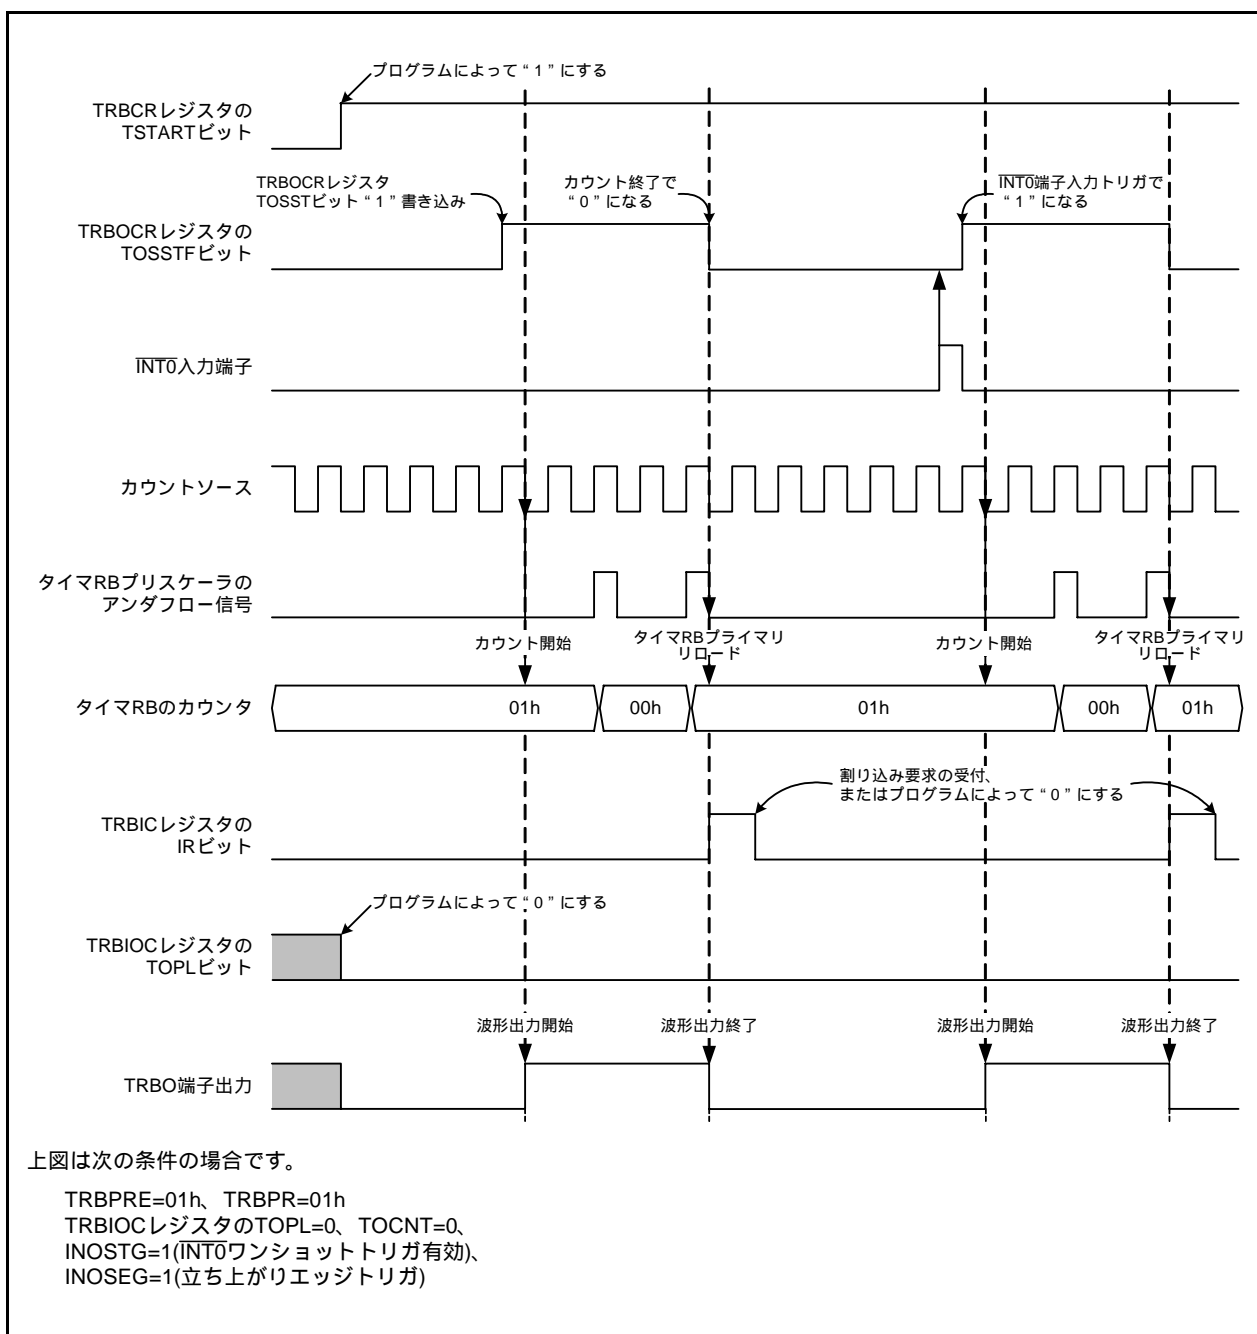 プログラムによって“1”にする
TRBCRレジスタの
TSTARTビット
TRBOCRレジスタ
TOSSTビット“1”書き込み
カウント終了で
“0”になる
INT0端子入力トリガで
“1”になる
TRBOCRレジスタの
TOSSTFビット
INT0入力端子
カウントソース
タイマRBプリスケーラの
アンダフロー信号
カウント開始
タイマRBプライマリ
リロード
カウント開始
タイマRBプライマリ
リロード
タイマRBのカウンタ
01h
00h
01h
00h
01h
割り込み要求の受付、
またはプログラムによって“0”にする
TRBICレジスタの
IRビット
プログラムによって“0”にする
TRBIOCレジスタの
TOPLビット
波形出力開始
波形出力終了
波形出力開始
波形出力終了
TRBO端子出力
上図は次の条件の場合です。
TRBPRE=01h、TRBPR=01h
TRBIOCレジスタのTOPL=0、TOCNT=0、
INOSTG=1(INT0ワンショットトリガ有効)、
INOSEG=1(立ち上がりエッジトリガ)